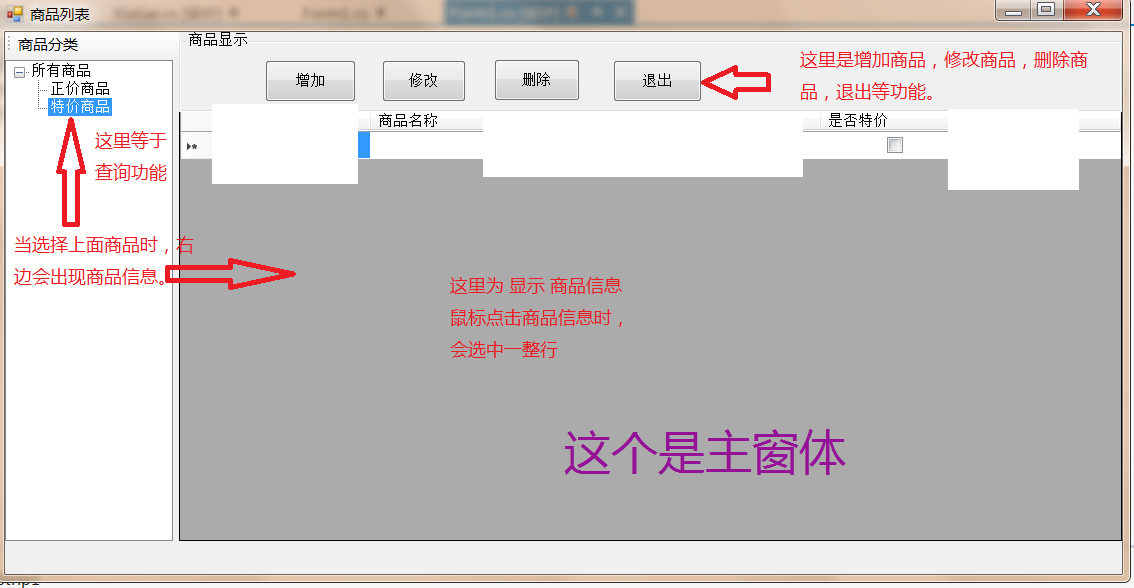 商品列表
商品分类
商品显示
所有商品
正价商品
特价商品
增加
修改
删除
退出
这里是增加商品，修改商品，删除商
品，退出等功能。
商品名称
是否特价
这里等于
查询功能
当选择上面商品时，右
边会出现商品信息。
这里为 显示 商品信息
鼠标点击商品信息时，
会选中一整行
这个是主窗体